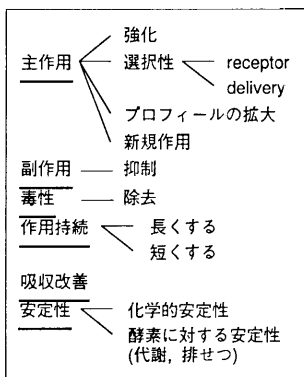 主作用
強化
選択性
receptor
delivery
プロフィールの拡大
新規作用
副作用
抑制
毒性
除去
作用持続
長くする
短くする
吸収改善
安定性
化学的安定性
酵素に対する安定性
(代謝，排せつ)